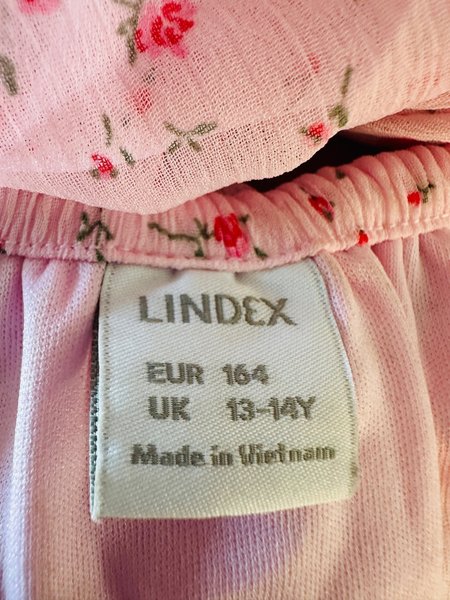 LINDEX
EUR 164
UK 13-14Y
Made in Vietnam